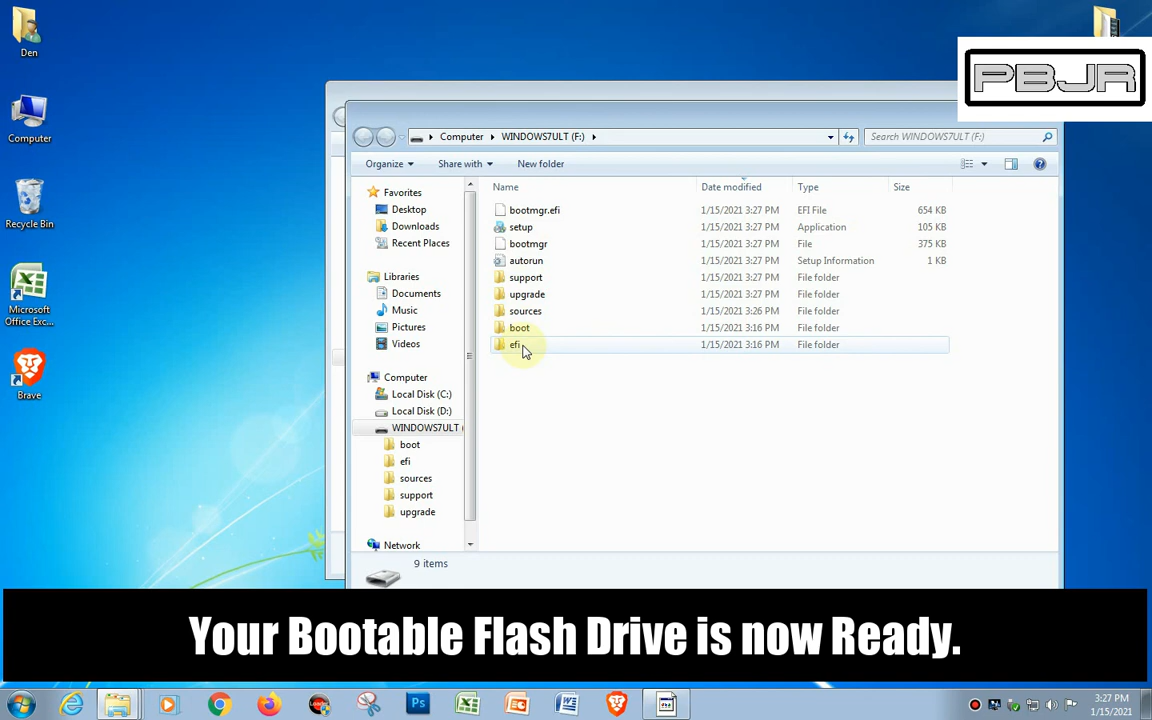 Den
Computer
Recycle Bin
Microsoft
Office Exc...
Brave
PBJR
Computer
WINDOWS7ULT (F:)
Search WINDOWS7ULT (F:)
Organize
Share with
New folder
Favorites
Desktop
Downloads
Recent Places
Libraries
Documents
Music
Pictures
Videos
Computer
Local Disk (C:)
Local Disk (D:)
WINDOWS7ULT (
boot
efi
sources
support
upgrade
Network
Name Date modified Type Size
bootmgr.efi 1/15/2021 3:27 PM EFI File 654 KB
setup 1/15/2021 3:27 PM Application 105 KB
bootmgr 1/15/2021 3:27 PM File 375 KB
autorun 1/15/2021 3:27 PM Setup Information 1 KB
support 1/15/2021 3:27 PM File folder
upgrade 1/15/2021 3:27 PM File folder
sources 1/15/2021 3:26 PM File folder
boot 1/15/2021 3:16 PM File folder
efi 1/15/2021 3:16 PM File folder
9 items
Your Bootable Flash Drive is now Ready.
Ps
3:27 PM
1/15/2021